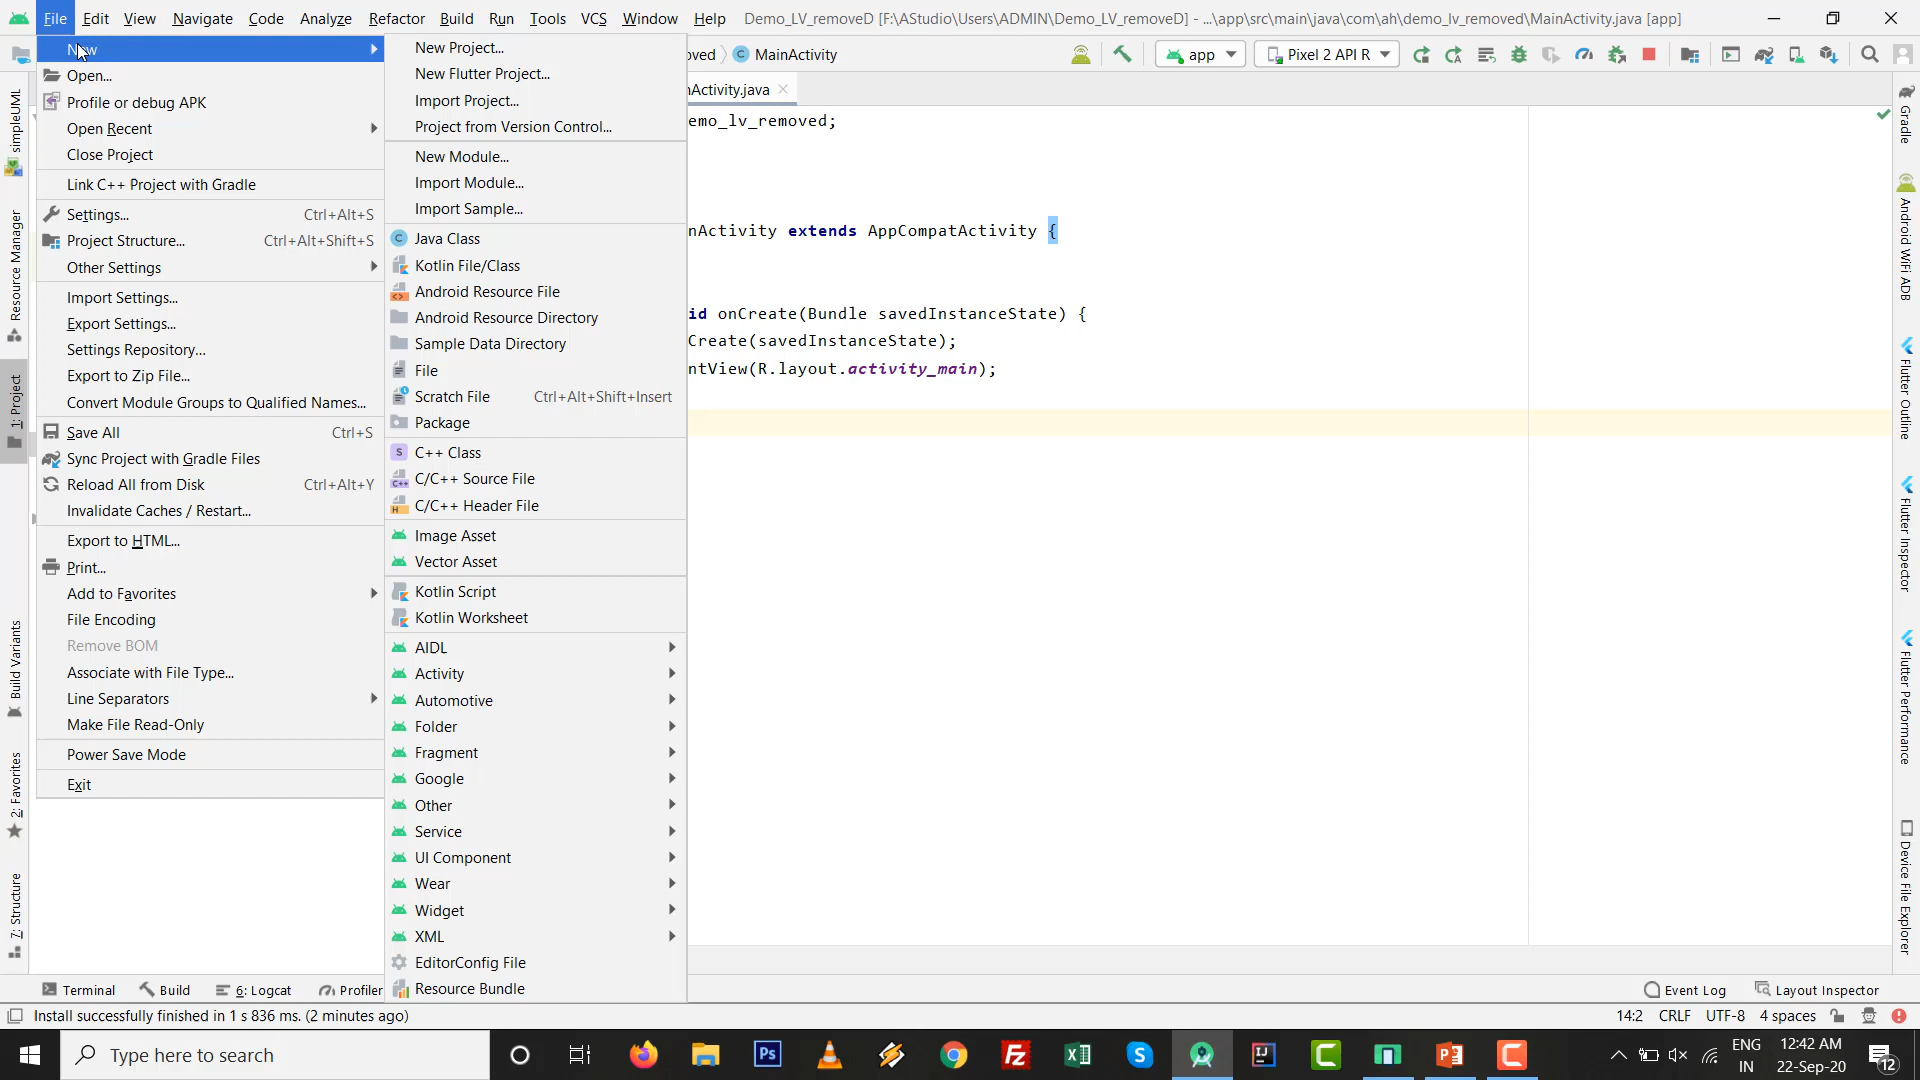 File Edit View Navigate Code Analyze Refactor Build Run Tools VCS Window Help Demo_LV_removeD [F:\AStudio\Users\ADMIN\Demo_LV_removeD] - ...\app\src\main\java\com\ah\demo_lv_removed\MainActivity.java [app]
oved MainActivity app Pixel 2 API R
nActivity.java
New
Open...
Profile or debug APK
Open Recent
Close Project
Link C++ Project with Gradle
Settings... Ctrl+Alt+S
Project Structure... Ctrl+Alt+Shift+S
Other Settings
Import Settings...
Export Settings...
Settings Repository...
Export to Zip File...
Convert Module Groups to Qualified Names...
Save All Ctrl+S
Sync Project with Gradle Files
Reload All from Disk Ctrl+Alt+Y
Invalidate Caches / Restart...
Export to HTML...
Print...
Add to Favorites
File Encoding
Remove BOM
Associate with File Type...
Line Separators
Make File Read-Only
Power Save Mode
Exit
New Project...
New Flutter Project...
Import Project...
Project from Version Control...
New Module...
Import Module...
Import Sample...
Java Class
Kotlin File/Class
Android Resource File
Android Resource Directory
Sample Data Directory
File
Scratch File Ctrl+Alt+Shift+Insert
Package
C++ Class
C/C++ Source File
C/C++ Header File
Image Asset
Vector Asset
Kotlin Script
Kotlin Worksheet
AIDL
Activity
Automotive
Folder
Fragment
Google
Other
Service
UI Component
Wear
Widget
XML
EditorConfig File
Resource Bundle
emo_lv_removed;
nActivity extends AppCompatActivity {
id onCreate(Bundle savedInstanceState) {
Create(savedInstanceState);
ntView(R.layout.activity_main);
simpleUML
Resource Manager
1: Project
Build Variants
2: Favorites
7: Structure
Gradle
Android WiFi ADB
Flutter Outline
Flutter Inspector
Flutter Performance
Device File Explorer
Terminal Build 6: Logcat Profiler Event Log Layout Inspector
Install successfully finished in 1 s 836 ms. (2 minutes ago) 14:2 CRLF UTF-8 4 spaces
Type here to search
ENG
IN
12:42 AM
22-Sep-20
12